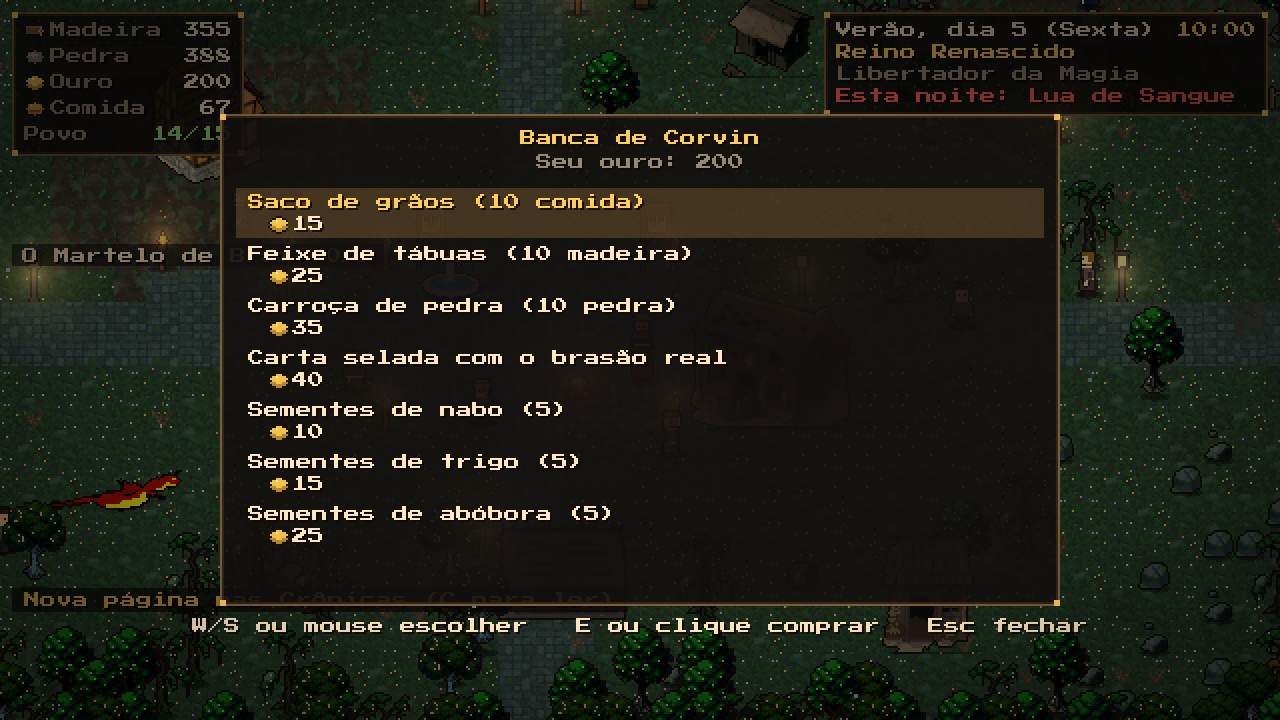 Madeira 355
Pedra 388
Ouro 200
Comida 67
Povo 14/15
Verão, dia 5 (Sexta) 10:00
Reino Renascido
Libertador da Magia
Esta noite: Lua de Sangue
Banca de Corvin
Seu ouro: 200
Saco de grãos (10 comida)
15
Feixe de tábuas (10 madeira)
25
Carroça de pedra (10 pedra)
35
Carta selada com o brasão real
40
Sementes de nabo (5)
10
Sementes de trigo (5)
15
Sementes de abóbora (5)
25
O Martelo de
Nova página nas Crônicas (C para ler)
W/S ou mouse escolher E ou clique comprar Esc fechar